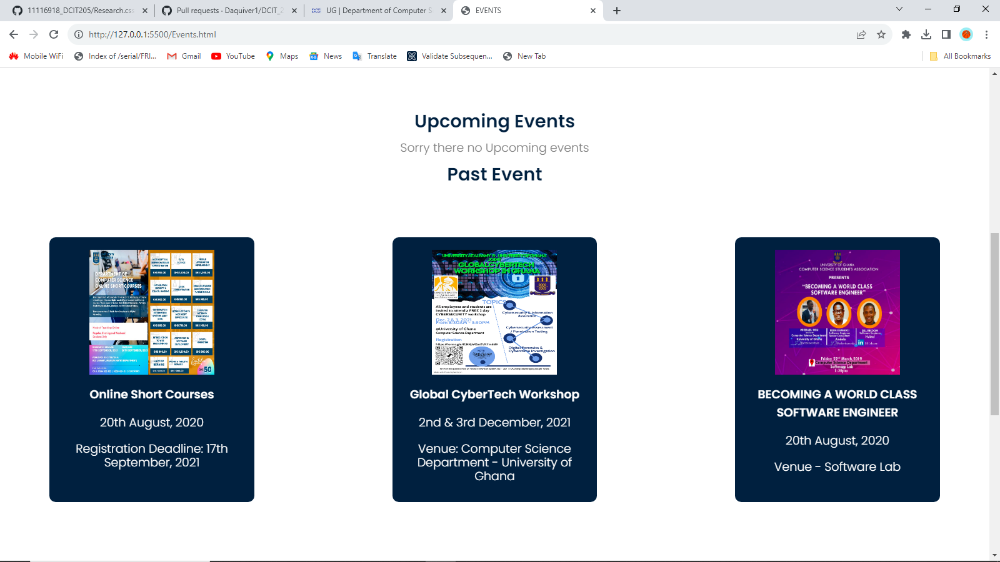 11116918_DCIT205/Research.css
Pull requests · Daquiver1/DCIT_2
UG | Department of Computer S
EVENTS
http://127.0.0.1:5500/Events.html
Mobile WiFi
Index of /serial/FRI...
Gmail
YouTube
Maps
News
Translate
Validate Subsequen...
New Tab
All Bookmarks
Upcoming Events
Sorry there no Upcoming events
Past Event
DEPARTMENT OF
COMPUTER SCIENCE
ONLINE SHORT COURSES
DATA
SCIENCE
LAPTOP
REPAIRS
50
Online Short Courses
20th August, 2020
Registration Deadline: 17th
September, 2021
UNIVERSITY AT ALBANY & UNIVERSITY OF GHANA
JOINT
GLOBAL CYBERTECH
WORKSHOP IN GHANA
TOPICS
All employees and students are
invited to attend a FREE 2 day
CYBERSECURITY workshop
Dec. 2 & 3, 2021
From 8:30AM - 3:30PM
@University of Ghana
Computer Science Department
Registration
Cybersecurity & Information
Assurance
Cybersecurity Assessment
/ Penetration Testing
Digital Forensics &
Cybercrime Investigation
Global CyberTech Workshop
2nd & 3rd December, 2021
Venue: Computer Science
Department - University of
Ghana
UNIVERSITY OF GHANA
COMPUTER SCIENCE STUDENTS ASSOCIATION
PRESENTS
"BECOMING A WORLD CLASS
SOFTWARE ENGINEER"
Friday 22nd March,2019
Computer Science Department
Software Lab
1:30pm
BECOMING A WORLD CLASS
SOFTWARE ENGINEER
20th August, 2020
Venue - Software Lab